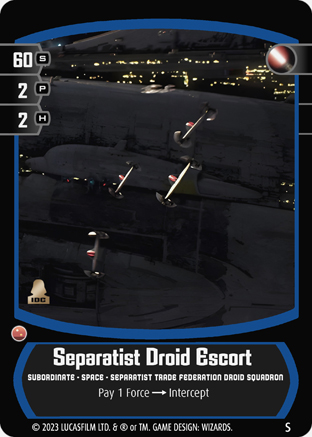 60 S
2 P
2 H
IDC
Separatist Droid Escort
SUBORDINATE - SPACE - SEPARATIST TRADE FEDERATION DROID SQUADRON
Pay 1 Force → Intercept
© 2023 LUCASFILM LTD. & ® or TM. GAME DESIGN: WIZARDS.
S